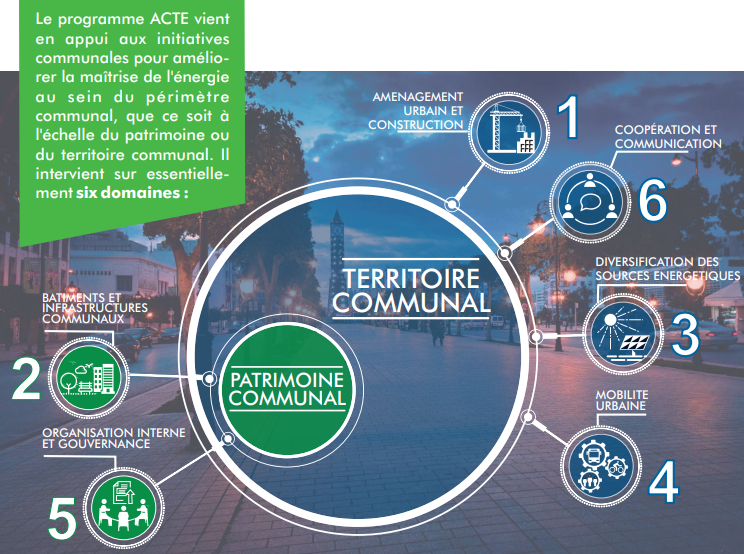 Le programme ACTE vient
en appui aux initiatives
communales pour amélio-
rer la maîtrise de l'énergie
au sein du périmètre
communal, que ce soit à
l'échelle du patrimoine ou
du territoire communal. Il
intervient sur essentielle-
ment six domaines :
AMENAGEMENT
URBAIN ET
CONSTRUCTION
1
COOPÉRATION ET
COMMUNICATION
6
TERRITOIRE
COMMUNAL
DIVERSIFICATION DES
SOURCES ENERGETIQUES
3
BATIMENTS ET
INFRASTRUCTURES
COMMUNAUX
2
PATRIMOINE
COMMUNAL
MOBILITE
URBAINE
4
ORGANISATION INTERNE
ET GOUVERNANCE
5